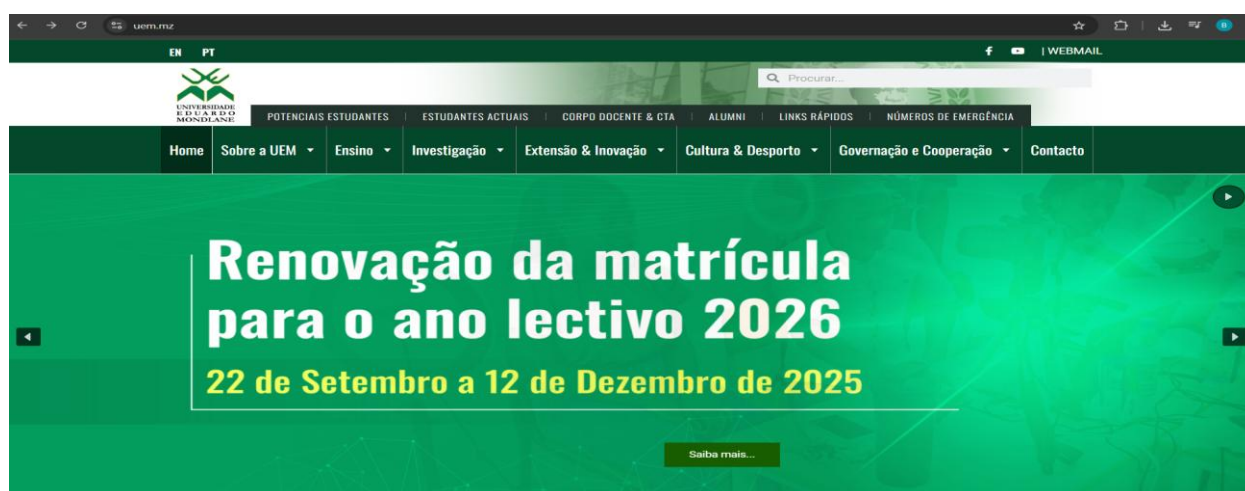 uem.mz
EN PT
| WEBMAIL
UNIVERSIDADE
EDUARDO
MONDLANE
Procurar...
POTENCIAIS ESTUDANTES | ESTUDANTES ACTUAIS | CORPO DOCENTE & CTA | ALUMNI | LINKS RÁPIDOS | NÚMEROS DE EMERGÊNCIA
Home Sobre a UEM Ensino Investigação Extensão & Inovação Cultura & Desporto Governação e Cooperação Contacto
Renovação da matrícula
para o ano lectivo 2026
22 de Setembro a 12 de Dezembro de 2025
Saiba mais...